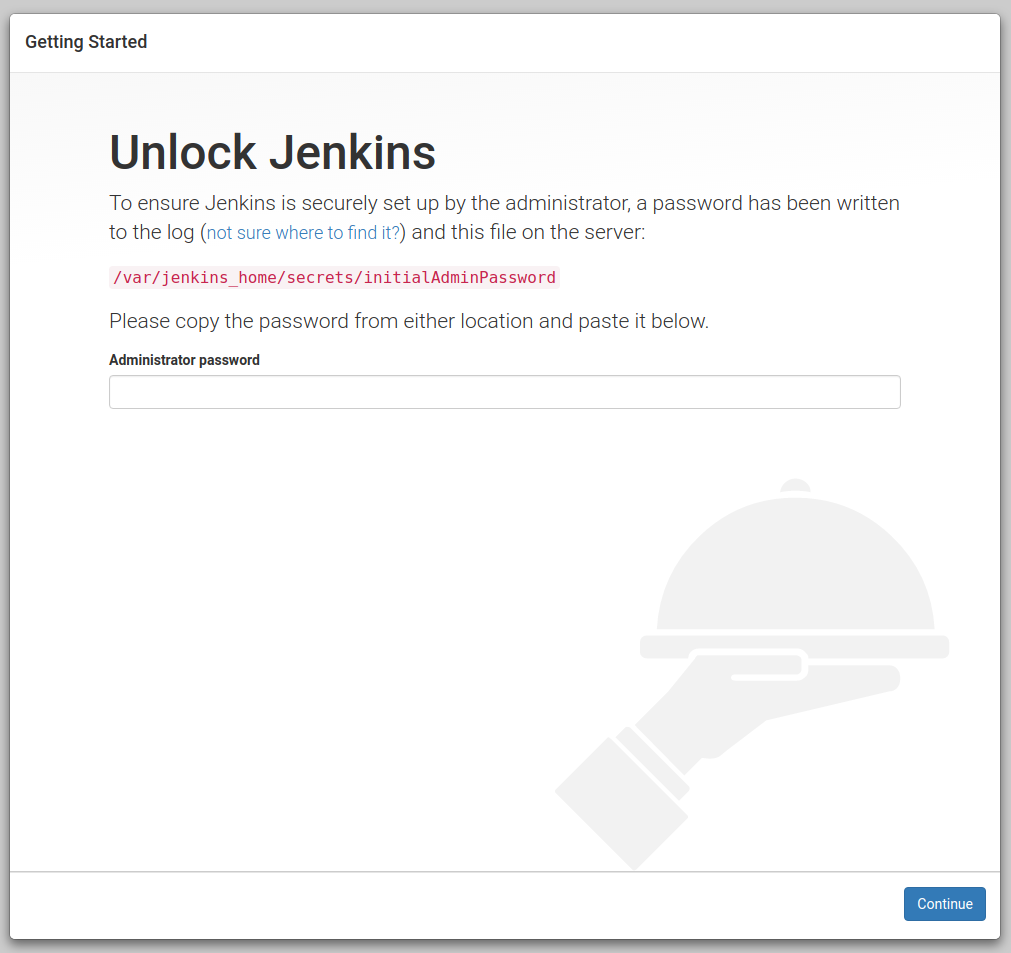 Getting Started
Unlock Jenkins
To ensure Jenkins is securely set up by the administrator, a password has been written
to the log (not sure where to find it?) and this file on the server:
/var/jenkins_home/secrets/initialAdminPassword
Please copy the password from either location and paste it below.
Administrator password
Continue